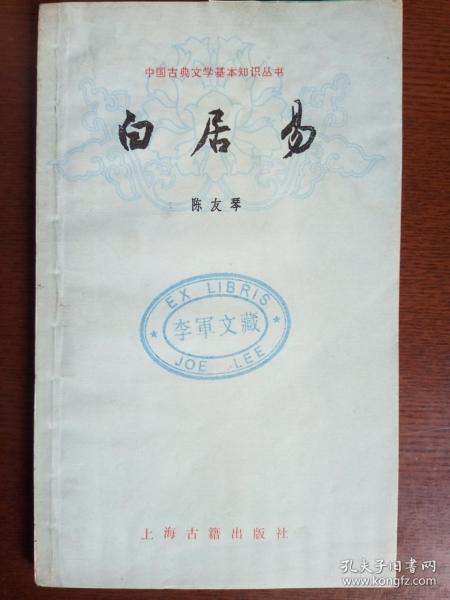 中国古典文学基本知识丛书
白居易
陈友琴
EX LIBRIS
李軍文藏
JOE LEE
上海古籍出版社
孔夫子旧书网
www.kongfz.com